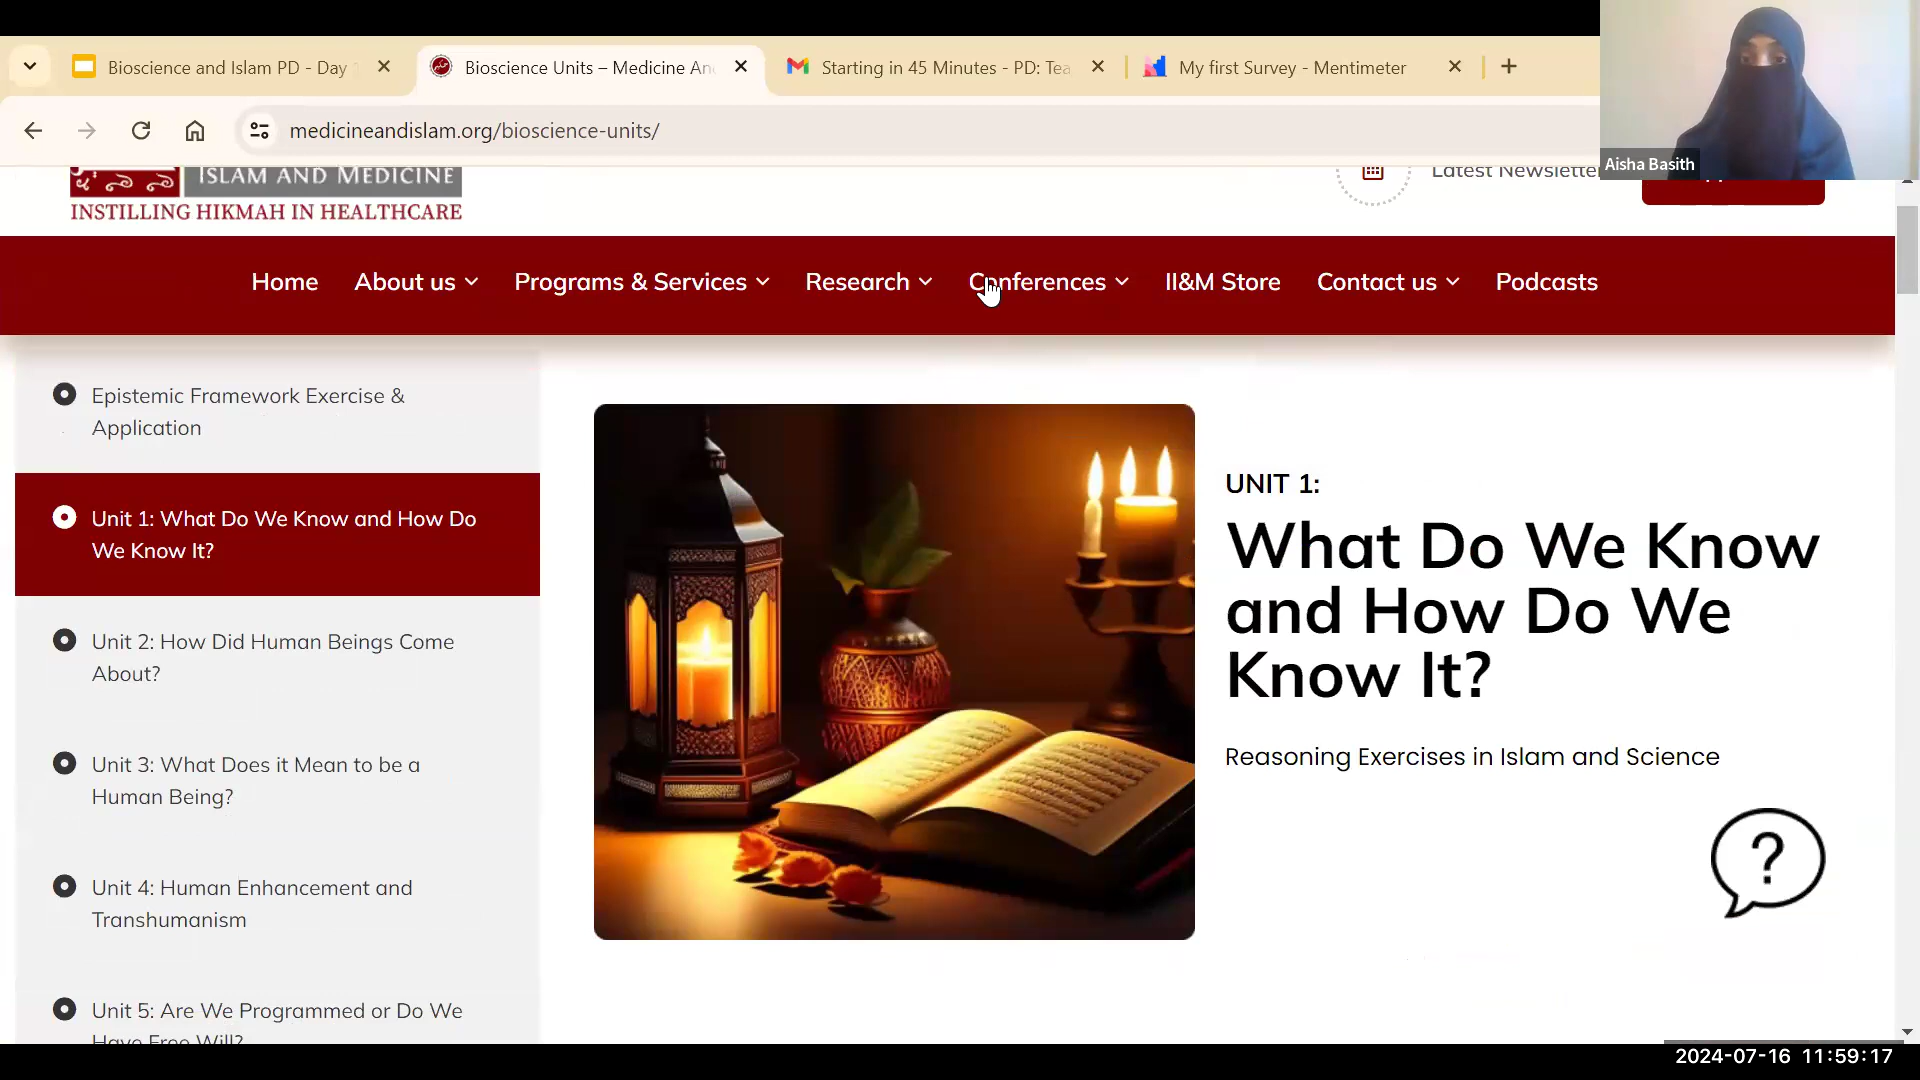 Bioscience and Islam PD - Day
Bioscience Units – Medicine An
Starting in 45 Minutes - PD: Tea
My first Survey - Mentimeter
medicineandislam.org/bioscience-units/
Aisha Basith
ISLAM AND MEDICINE
INSTILLING HIKMAH IN HEALTHCARE
Latest Newsletter
Home
About us
Programs & Services
Research
Conferences
II&M Store
Contact us
Podcasts
Epistemic Framework Exercise &
Application
Unit 1: What Do We Know and How Do
We Know It?
Unit 2: How Did Human Beings Come
About?
Unit 3: What Does it Mean to be a
Human Being?
Unit 4: Human Enhancement and
Transhumanism
Unit 5: Are We Programmed or Do We
Have Free Will?
UNIT 1:
What Do We Know
and How Do We
Know It?
Reasoning Exercises in Islam and Science
?
2024-07-16 11:59:17